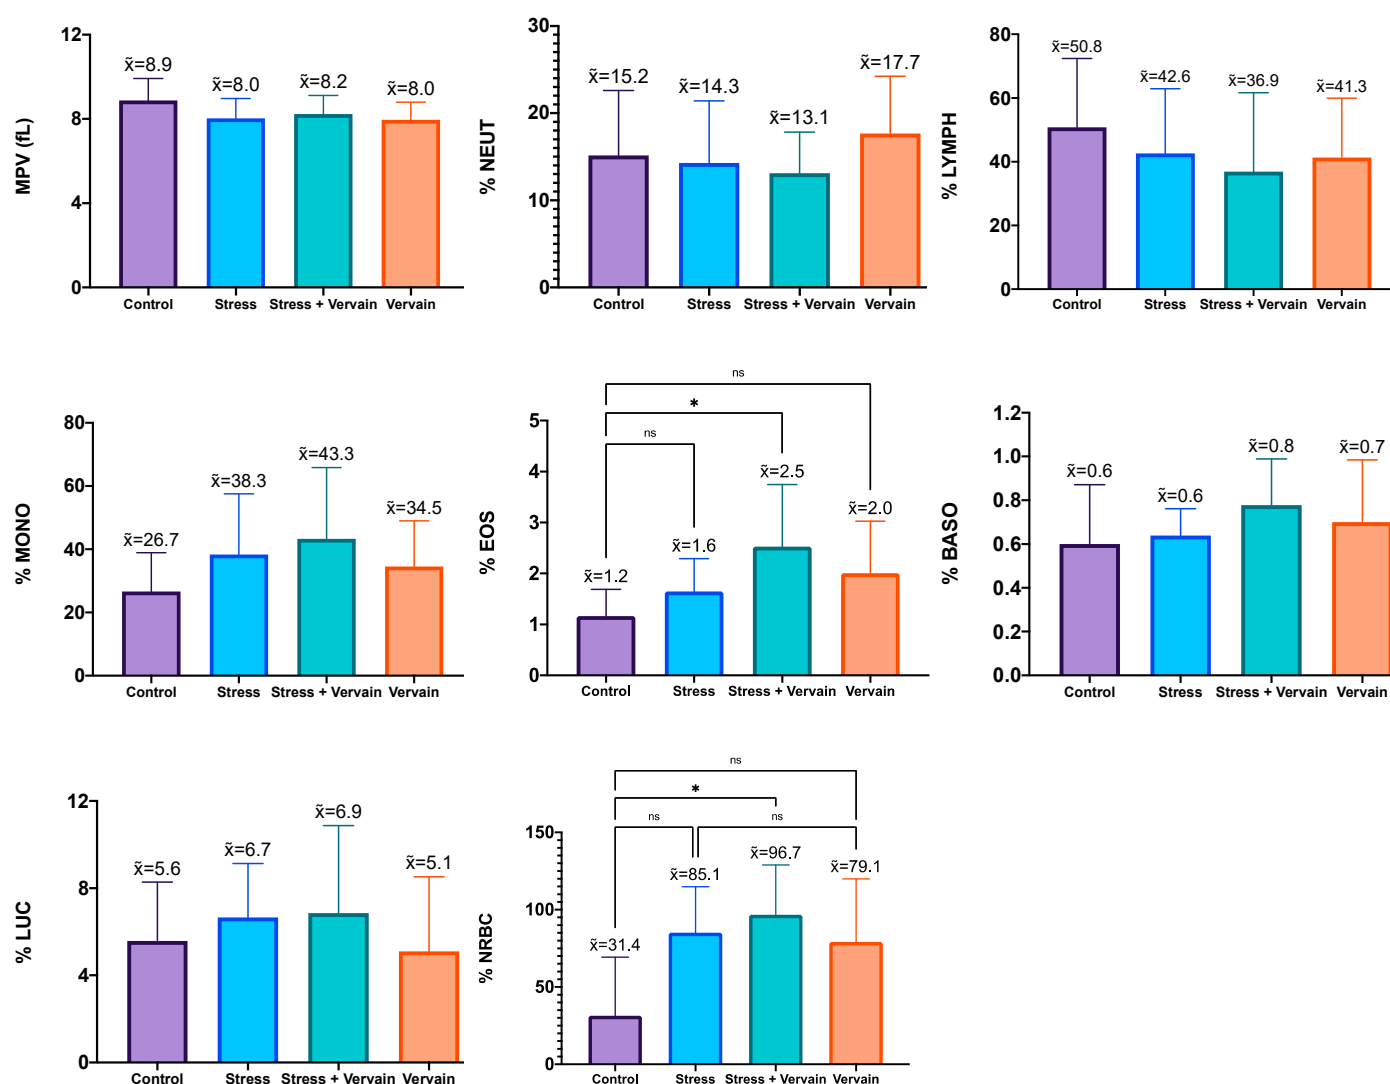 MPV (fL)
12
8
4
0
x̃=8.9
x̃=8.0
x̃=8.2
x̃=8.0
Control Stress Stress + Vervain Vervain
% NEUT
30
20
10
0
x̃=15.2
x̃=14.3
x̃=13.1
x̃=17.7
Control Stress Stress + Vervain Vervain
% LYMPH
80
60
40
20
0
x̃=50.8
x̃=42.6
x̃=36.9
x̃=41.3
Control Stress Stress + Vervain Vervain
% MONO
80
60
40
20
0
x̃=26.7
x̃=38.3
x̃=43.3
x̃=34.5
Control Stress Stress + Vervain Vervain
% EOS
5
4
3
2
1
0
ns
*
ns
x̃=1.2
x̃=1.6
x̃=2.5
x̃=2.0
Control Stress Stress + Vervain Vervain
% BASO
1.2
1.0
0.8
0.6
0.4
0.2
0.0
x̃=0.6
x̃=0.6
x̃=0.8
x̃=0.7
Control Stress Stress + Vervain Vervain
% LUC
12
8
4
0
x̃=5.6
x̃=6.7
x̃=6.9
x̃=5.1
Control Stress Stress + Vervain Vervain
% NRBC
150
100
50
0
ns
*
ns ns
x̃=31.4
x̃=85.1
x̃=96.7
x̃=79.1
Control Stress Stress + Vervain Vervain